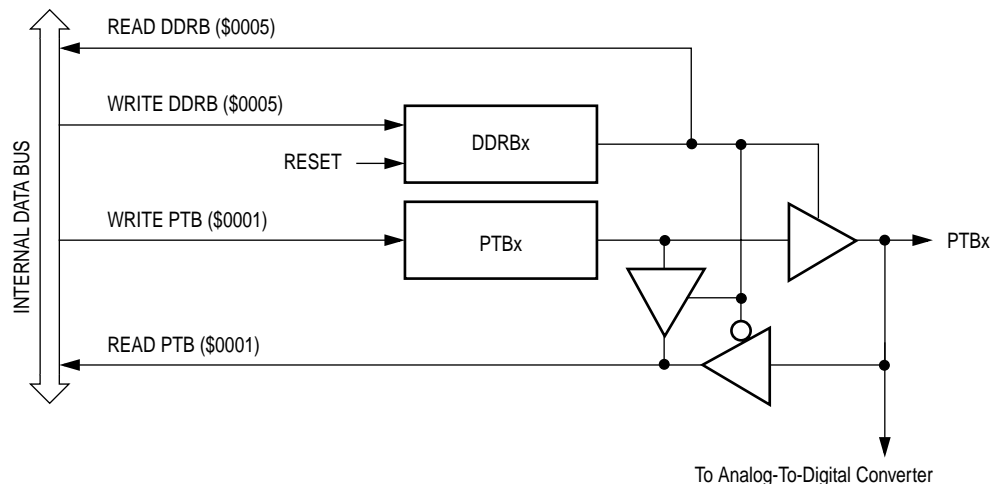 READ DDRB ($0005)
WRITE DDRB ($0005)
DDRBx
RESET
INTERNAL DATA BUS
WRITE PTB ($0001)
PTBx
PTBx
READ PTB ($0001)
To Analog-To-Digital Converter